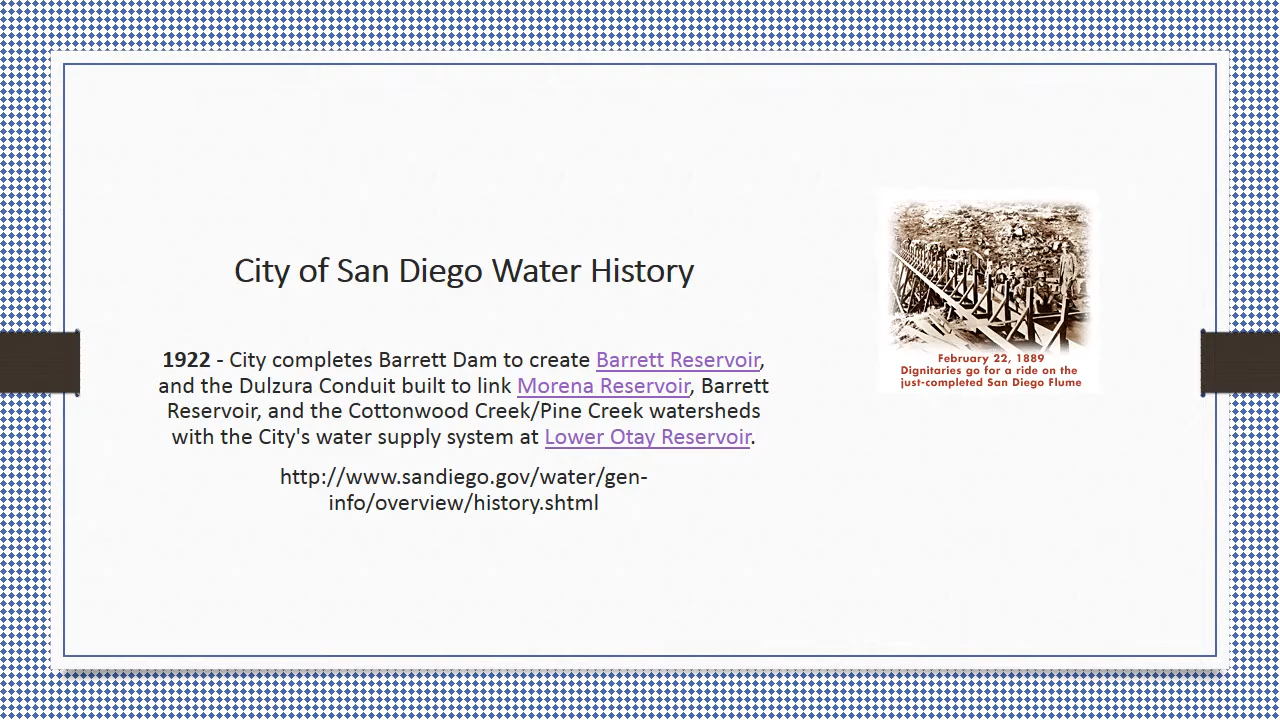 City of San Diego Water History
1922 - City completes Barrett Dam to create Barrett Reservoir,
and the Dulzura Conduit built to link Morena Reservoir, Barrett
Reservoir, and the Cottonwood Creek/Pine Creek watersheds
with the City's water supply system at Lower Otay Reservoir.
http://www.sandiego.gov/water/gen-
info/overview/history.shtml
February 22, 1889
Dignitaries go for a ride on the
just-completed San Diego Flume